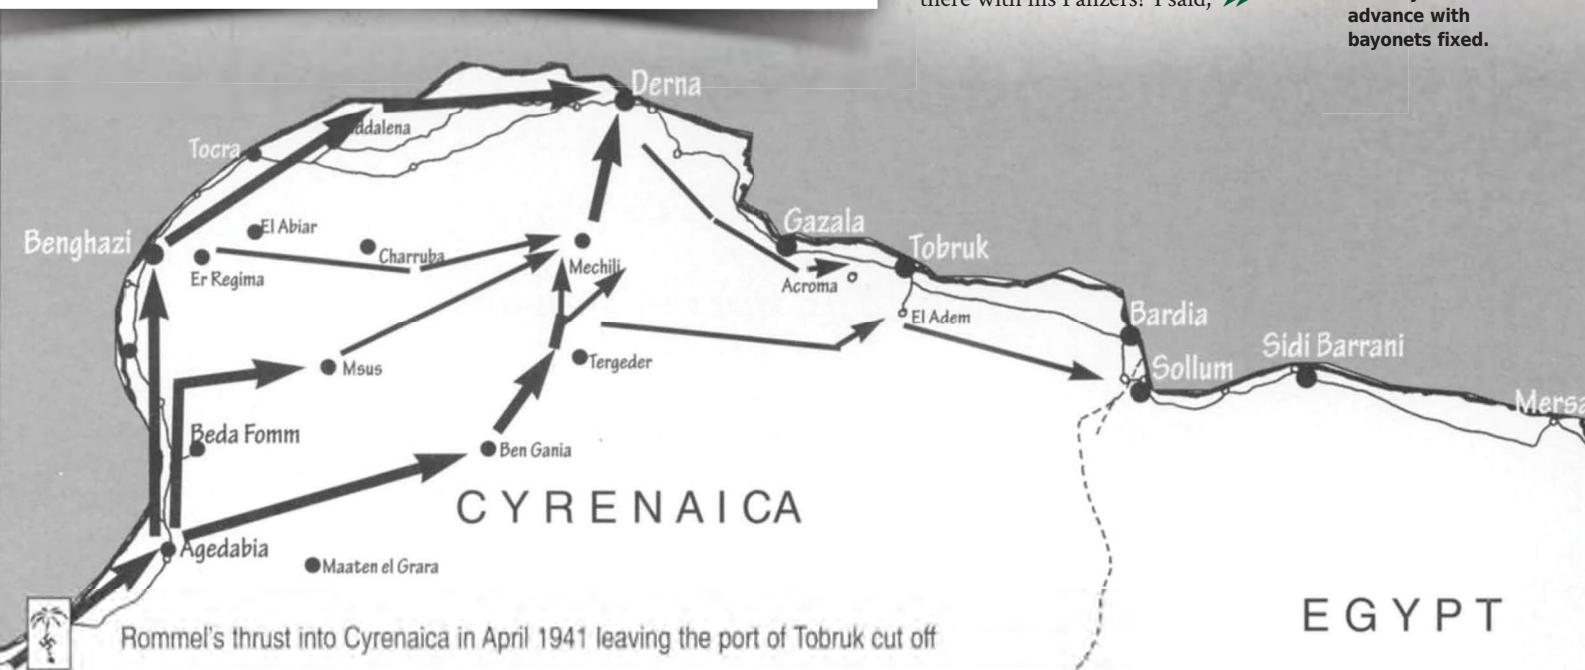 there with his Panzers!' I said,
advance with
bayonets fixed.
Derna
ddalena
Tocra
Benghazi
El Abiar
Charruba
Er Regima
Mechili
Gazala
Tobruk
Acroma
El Adem
Bardia
Sollum
Sidi Barrani
Mersa
Msus
Tergeder
Beda Fomm
Ben Gania
CYRENAICA
Agedabia
Maaten el Grara
EGYPT
Rommel's thrust into Cyrenaica in April 1941 leaving the port of Tobruk cut off